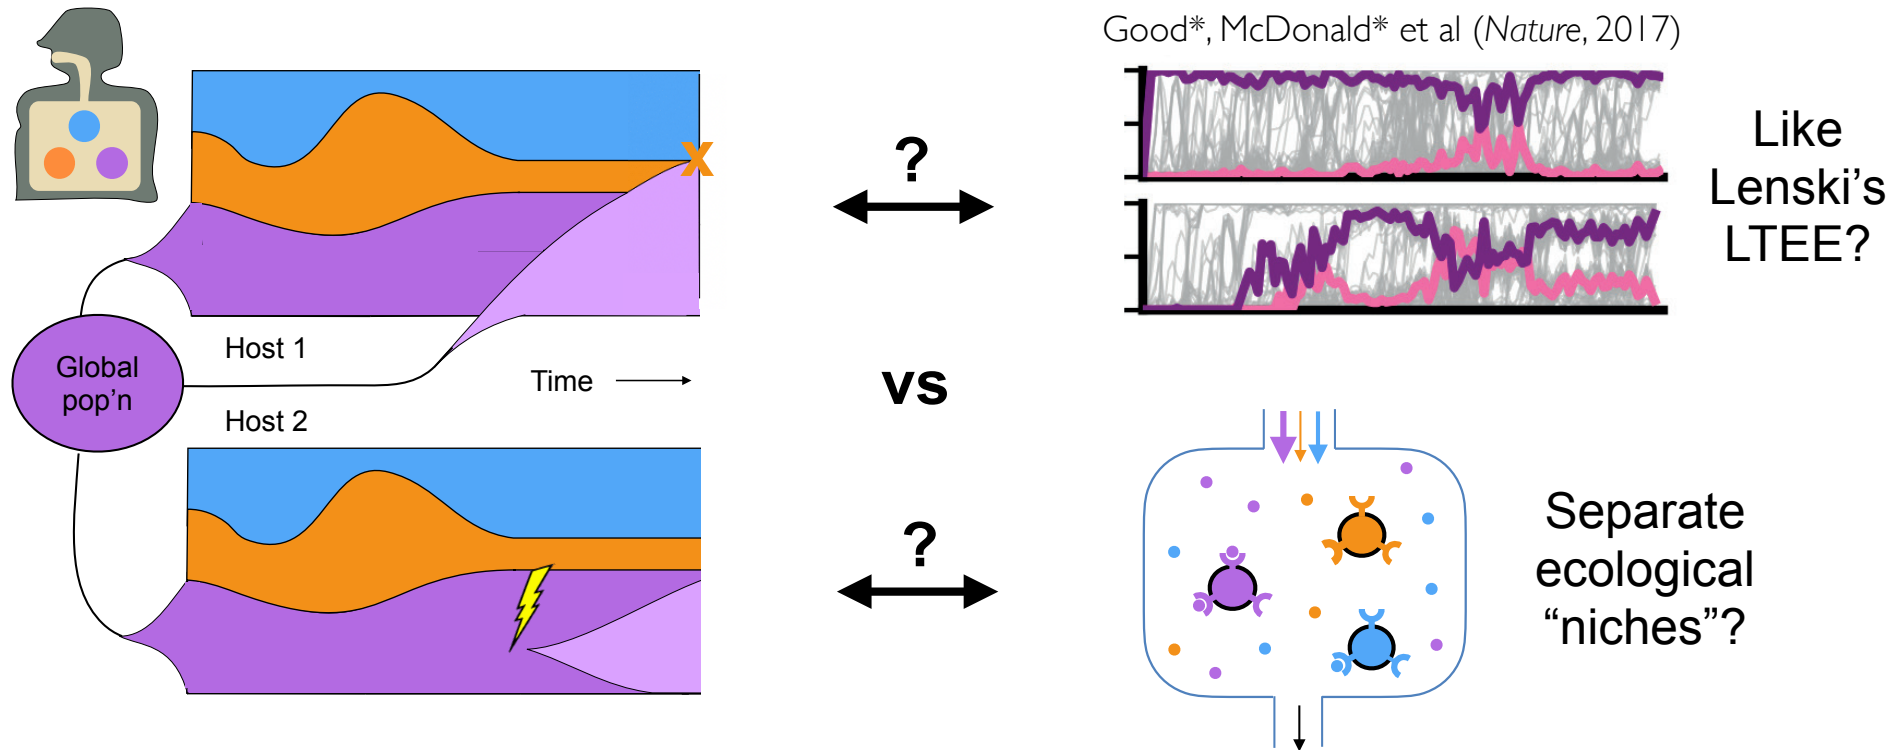 Good*, McDonald* et al (Nature, 2017)
X
?
Like
Lenski’s
LTEE?
Host 1
Global
pop’n
Time
vs
Host 2
?
Separate
ecological
“niches”?